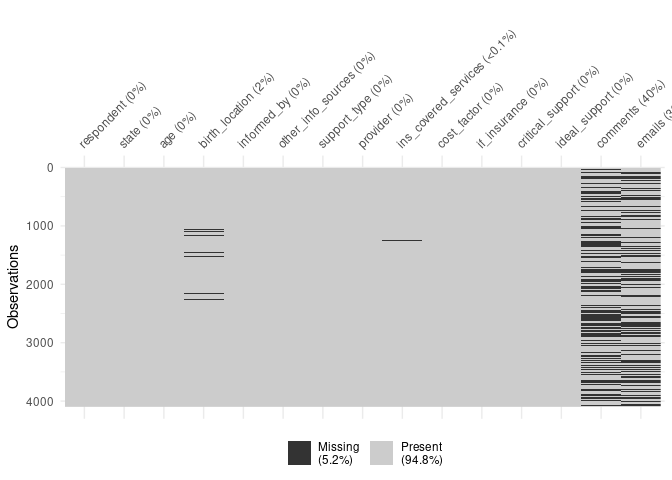 respondent (0%)
state (0%)
age (0%)
birth_location (2%)
informed_by (0%)
other_info_sources (0%)
support_type (0%)
provider (0%)
Ins_covered_services (<0.1%)
cost_factor (0%)
if_insurance (0%)
critical_support (0%)
ideal_support (0%)
comments (40%)
emails
0
1000
2000
3000
4000
Observations
Missing
(5.2%)
Present
(94.8%)